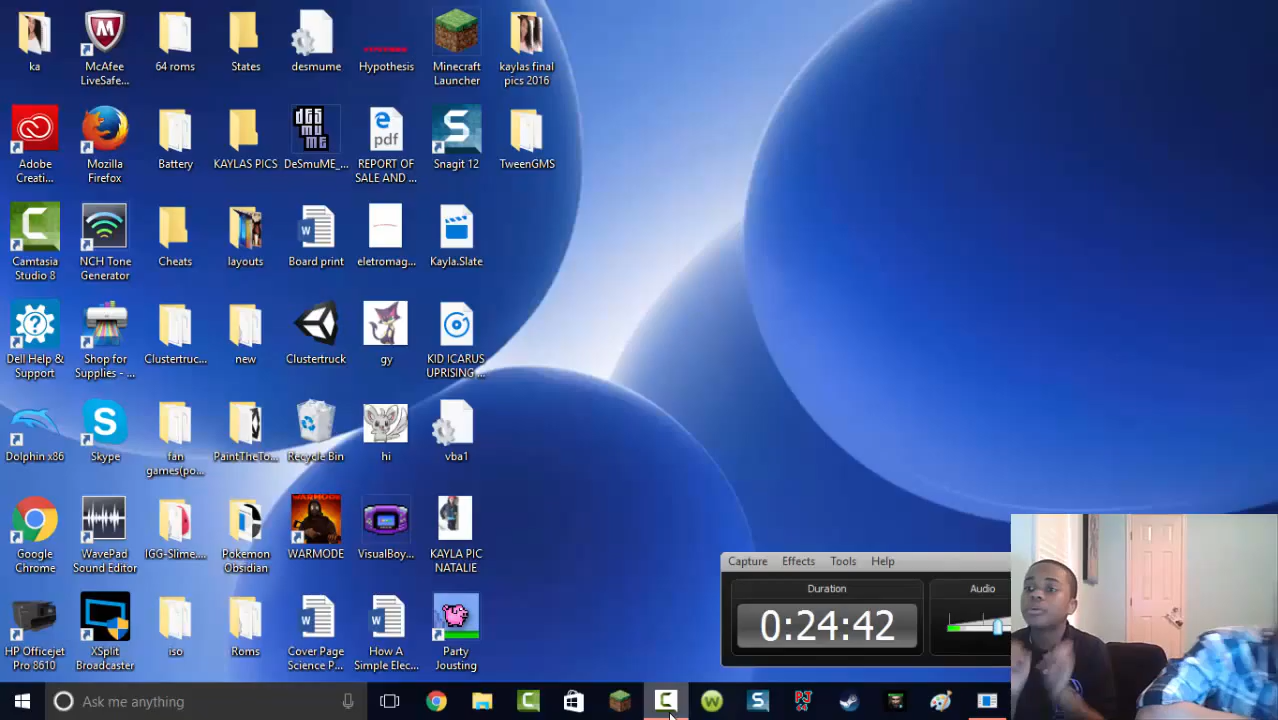 ka
McAfee
LiveSafe...
64 roms
States
desmume
Hypothesis
Minecraft
Launcher
kaylas final
pics 2016
Adobe
Creati...
Mozilla
Firefox
Battery
KAYLAS PICS
desmume
DeSmuME_...
pdf
REPORT OF
SALE AND ...
Snagit 12
TweenGMS
Camtasia
Studio 8
NCH Tone
Generator
Cheats
layouts
Board print
eletromag...
Kayla.Slate
Dell Help &
Support
Shop for
Supplies - ...
Clustertruc...
new
Clustertruck
gy
KID ICARUS
UPRISING ...
Dolphin x86
Skype
fan
games(po...
PaintTheTo...
Recycle Bin
hi
vba1
WARMODE
Google
Chrome
WavePad
Sound Editor
IGG-Slime....
Pokemon
Obsidian
WARMODE
VisualBoy...
KAYLA PIC
NATALIE
HP Officejet
Pro 8610
XSplit
Broadcaster
iso
Roms
Cover Page
Science P...
How A
Simple Elec...
Party
Jousting
Capture Effects Tools Help
Duration
Audio
0:24:42
Ask me anything